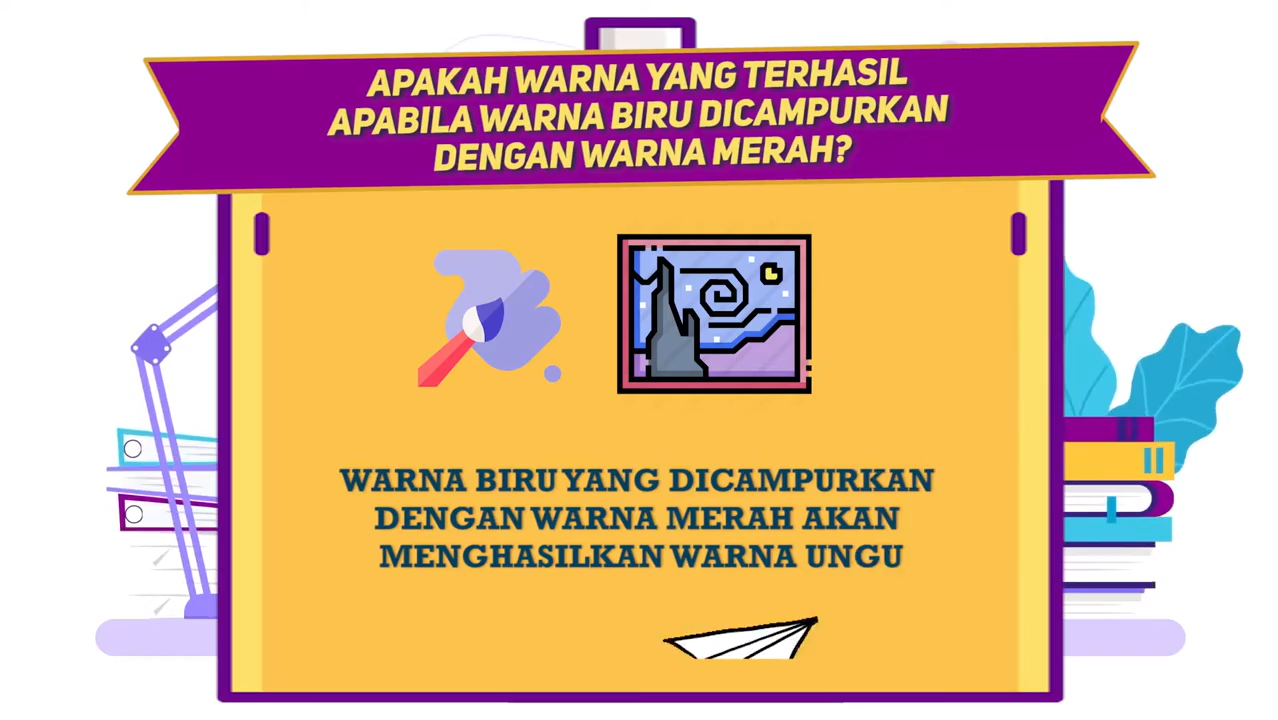 APAKAH WARNA YANG TERHASIL
APABILA WARNA BIRU DICAMPURKAN
DENGAN WARNA MERAH?
WARNA BIRU YANG DICAMPURKAN
DENGAN WARNA MERAH AKAN
MENGHASILKAN WARNA UNGU